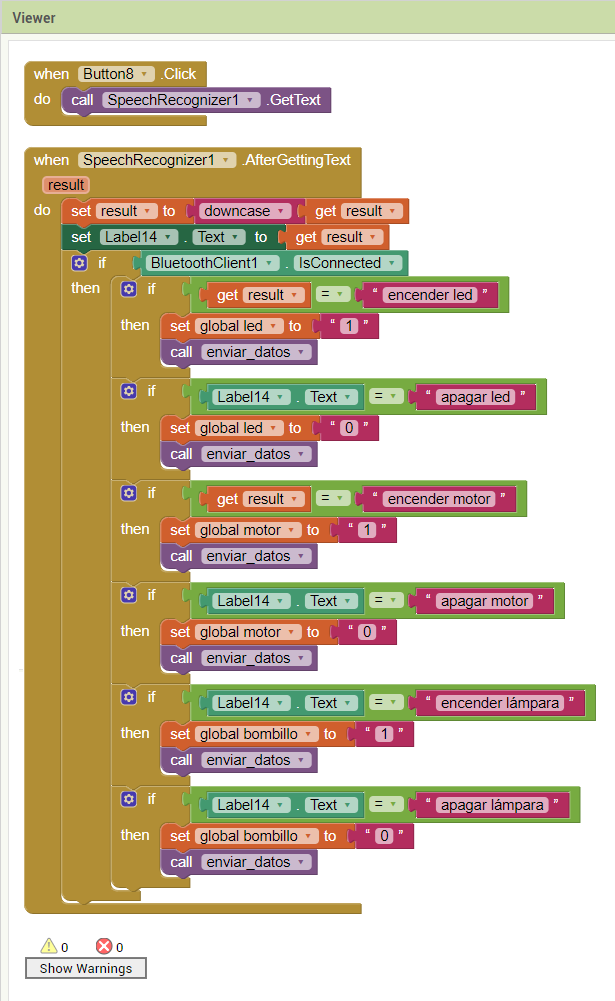 Viewer
when Button8 .Click
do call SpeechRecognizer1 .GetText
when SpeechRecognizer1 .AfterGettingText
result
do set result to downcase get result
set Label14 . Text to get result
if BluetoothClient1 . IsConnected
then if get result = " encender led "
then set global led to " 1 "
call enviar_datos
if Label14 . Text = " apagar led "
then set global led to " 0 "
call enviar_datos
if get result = " encender motor "
then set global motor to " 1 "
call enviar_datos
if Label14 . Text = " apagar motor "
then set global motor to " 0 "
call enviar_datos
if Label14 . Text = " encender lámpara "
then set global bombillo to " 1 "
call enviar_datos
if Label14 . Text = " apagar lámpara "
then set global bombillo to " 0 "
call enviar_datos
0 0
Show Warnings